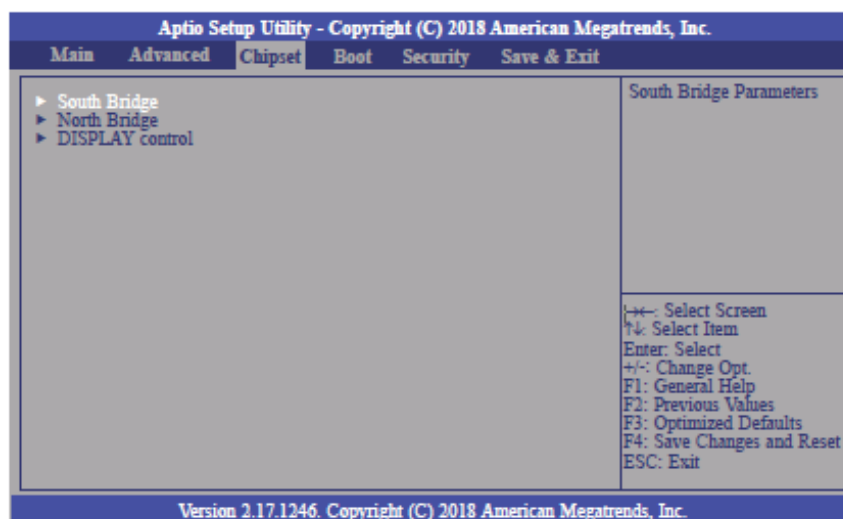 Aptio Setup Utility - Copyright (C) 2018 American Megatrends, Inc.
Main Advanced Chipset Boot Security Save & Exit
► South Bridge
► North Bridge
► DISPLAY control
South Bridge Parameters
→←: Select Screen
↑↓: Select Item
Enter: Select
+/-: Change Opt.
F1: General Help
F2: Previous Values
F3: Optimized Defaults
F4: Save Changes and Reset
ESC: Exit
Version 2.17.1246. Copyright (C) 2018 American Megatrends, Inc.